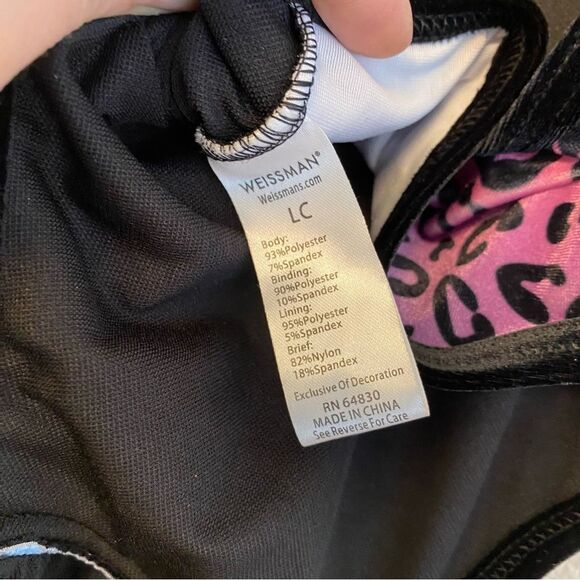 WEISSMAN®
Weissmans.com
LC
Body:
93%Polyester
7%Spandex
Binding:
90%Polyester
10%Spandex
Lining:
95%Polyester
5%Spandex
Brief:
82%Nylon
18%Spandex
Exclusive Of Decoration
RN 64830
MADE IN CHINA
See Reverse For Care